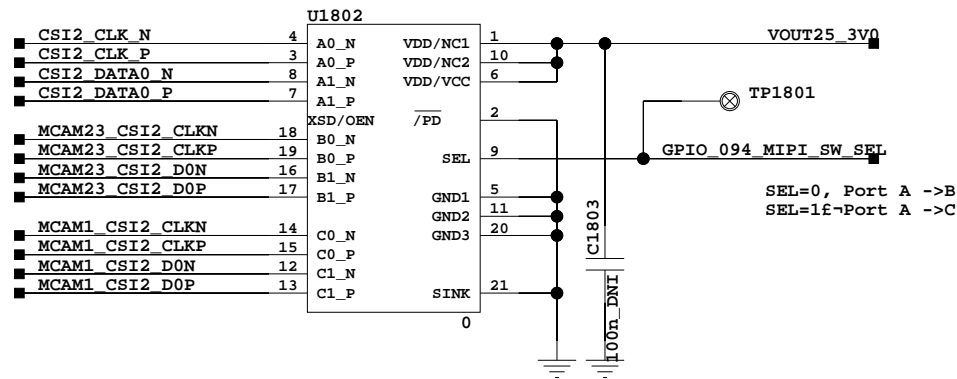 U1802
CSI2_CLK_N 4 A0_N VDD/NC1 1 VOUT25_3V0
CSI2_CLK_P 3 A0_P VDD/NC2 10
CSI2_DATA0_N 8 A1_N VDD/VCC 6
CSI2_DATA0_P 7 A1_P
TP1801
XSD/OEN /PD 2
MCAM23_CSI2_CLKN 18 B0_N
MCAM23_CSI2_CLKP 19 B0_P SEL 9 GPIO_094_MIPI_SW_SEL
MCAM23_CSI2_D0N 16 B1_N
MCAM23_CSI2_D0P 17 B1_P GND1 5
SEL=0, Port A ->B
SEL=1£¬Port A ->C
GND2 11
MCAM1_CSI2_CLKN 14 C0_N GND3 20
MCAM1_CSI2_CLKP 15 C0_P
MCAM1_CSI2_D0N 12 C1_N
MCAM1_CSI2_D0P 13 C1_P SINK 21
0
C1803
100n_DNI